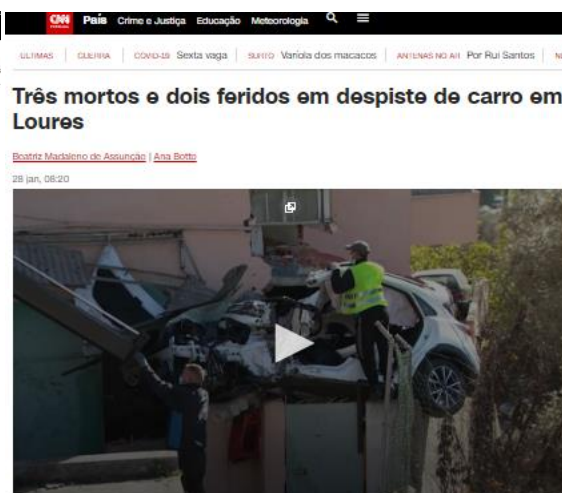 CNN PORTUGAL País Crime e Justiça Educação Meteorologia
ÚLTIMAS GUERRA COVID-19 Sexta vaga SURTO Varíola dos macacos ANTENAS NO AR Por Rui Santos
Três mortos e dois feridos em despiste de carro em
Loures
Beatriz Madaleno de Assunção | Ana Botto
28 jan, 08:20